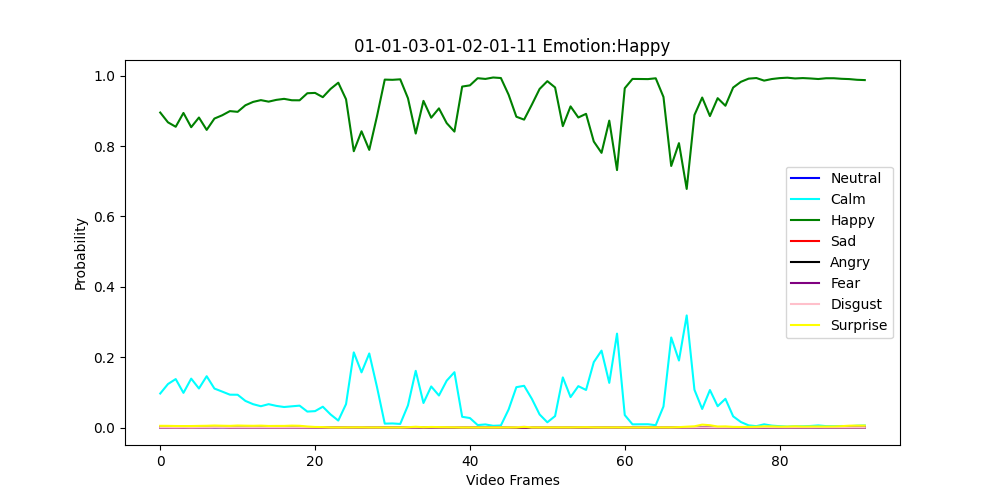 01-01-03-01-02-01-11 Emotion:Happy
Probability
1.0
0.8
0.6
0.4
0.2
0.0
0
20
40
60
80
Video Frames
Neutral
Calm
Happy
Sad
Angry
Fear
Disgust
Surprise